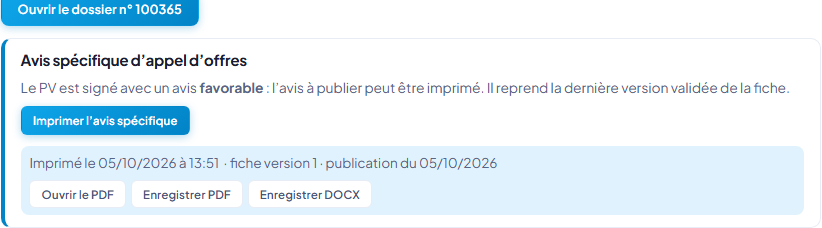 Ouvrir le dossier n° 100365
Avis spécifique d’appel d’offres
Le PV est signé avec un avis favorable : l’avis à publier peut être imprimé. Il reprend la dernière version validée de la fiche.
Imprimer l’avis spécifique
Imprimé le 05/10/2026 à 13:51 · fiche version 1 · publication du 05/10/2026
Ouvrir le PDF
Enregistrer PDF
Enregistrer DOCX